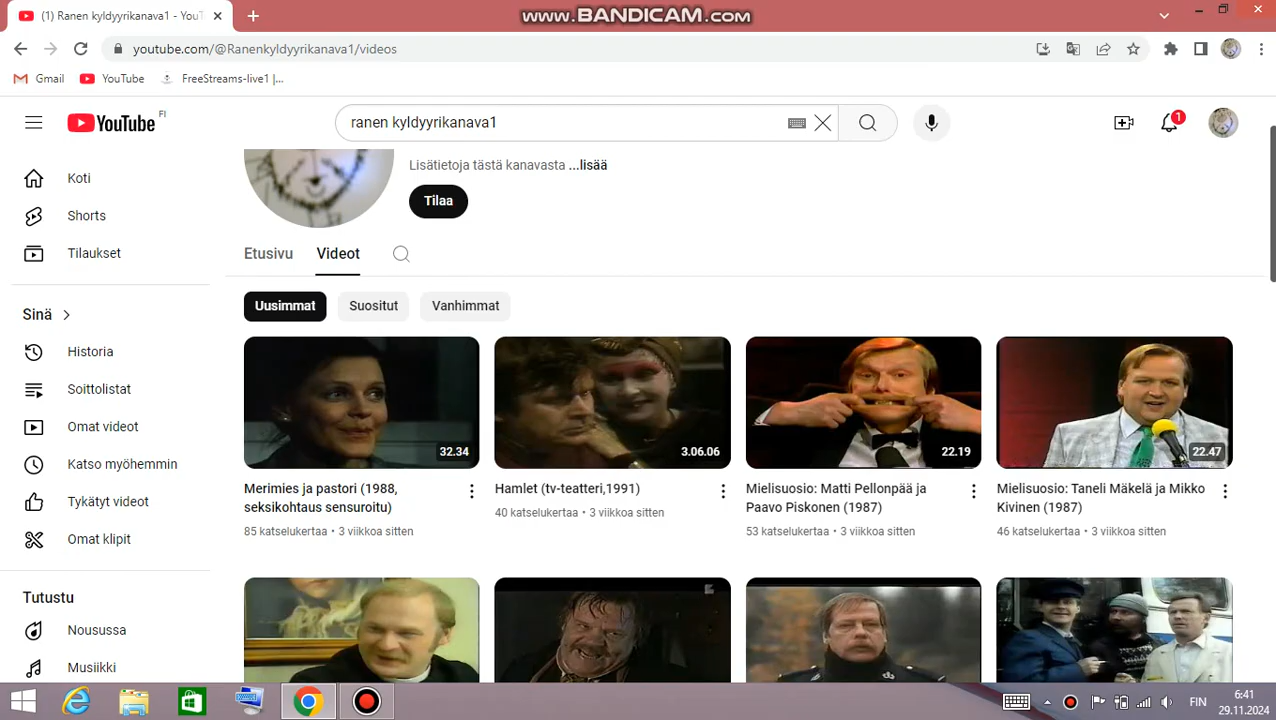 www.BANDICAM.com
(1) Ranen kyldyyrikanava1 - YouT
youtube.com/@Ranenkyldyyrikanava1/videos
Gmail YouTube FreeStreams-live1 |...
YouTube FI
ranen kyldyyrikanava1
1
Lisätietoja tästä kanavasta ...lisää
Tilaa
Etusivu Videot
Uusimmat Suositut Vanhimmat
Koti
Shorts
Tilaukset
Sinä
Historia
Soittolistat
Omat videot
Katso myöhemmin
Tykätyt videot
Omat klipit
Tutustu
Nousussa
Musiikki
32.34
Merimies ja pastori (1988,
seksikohtaus sensuroitu)
85 katselukertaa • 3 viikkoa sitten
3.06.06
Hamlet (tv-teatteri,1991)
40 katselukertaa • 3 viikkoa sitten
22.19
Mielisuosio: Matti Pellonpää ja
Paavo Piskonen (1987)
53 katselukertaa • 3 viikkoa sitten
22.47
Mielisuosio: Taneli Mäkelä ja Mikko
Kivinen (1987)
46 katselukertaa • 3 viikkoa sitten
FIN
6:41
29.11.2024